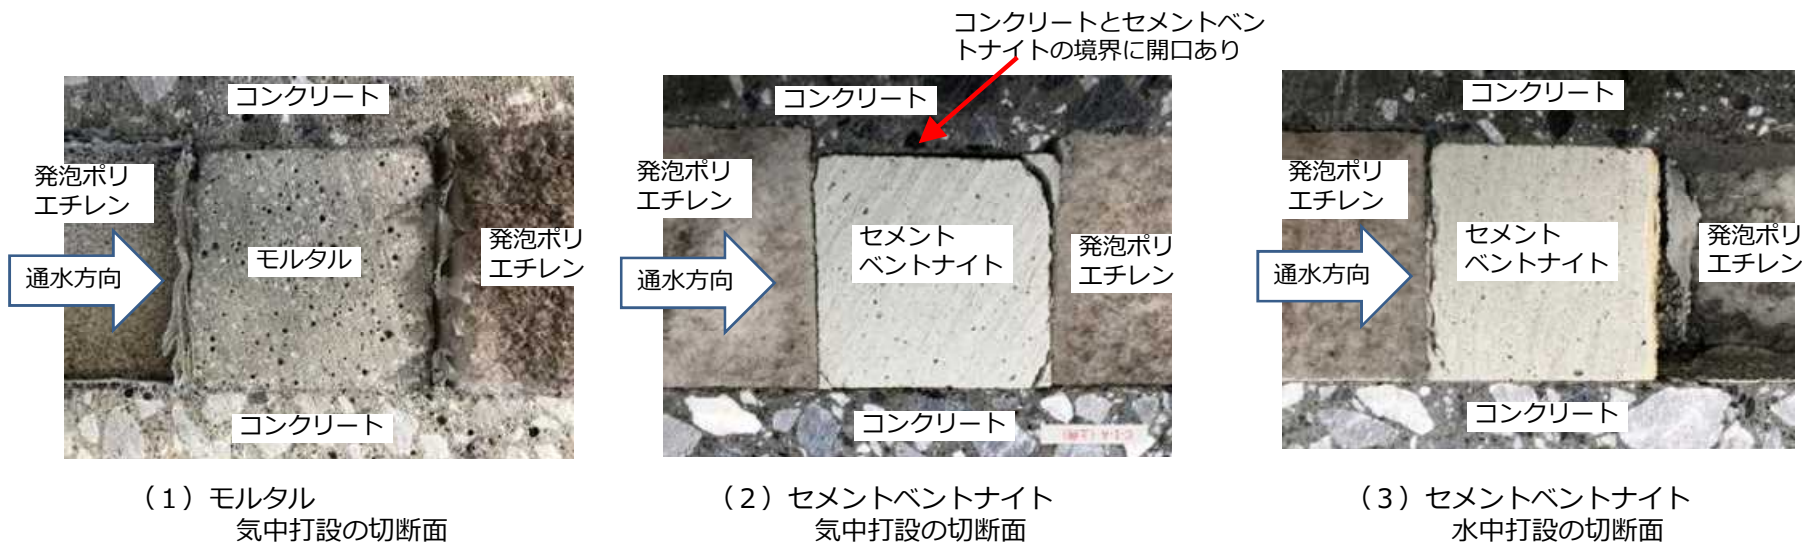 コンクリートとセメントベン
トナイトの境界に開口あり
コンクリート
発泡ポリ
エチレン
通水方向
モルタル
発泡ポリ
エチレン
コンクリート
(1)モルタル
気中打設の切断面
コンクリート
発泡ポリ
エチレン
通水方向
セメント
ベントナイト
発泡ポリ
エチレン
コンクリート
(2)セメントベントナイト
気中打設の切断面
コンクリート
発泡ポリ
エチレン
通水方向
セメント
ベントナイト
発泡ポリ
エチレン
コンクリート
(3)セメントベントナイト
水中打設の切断面